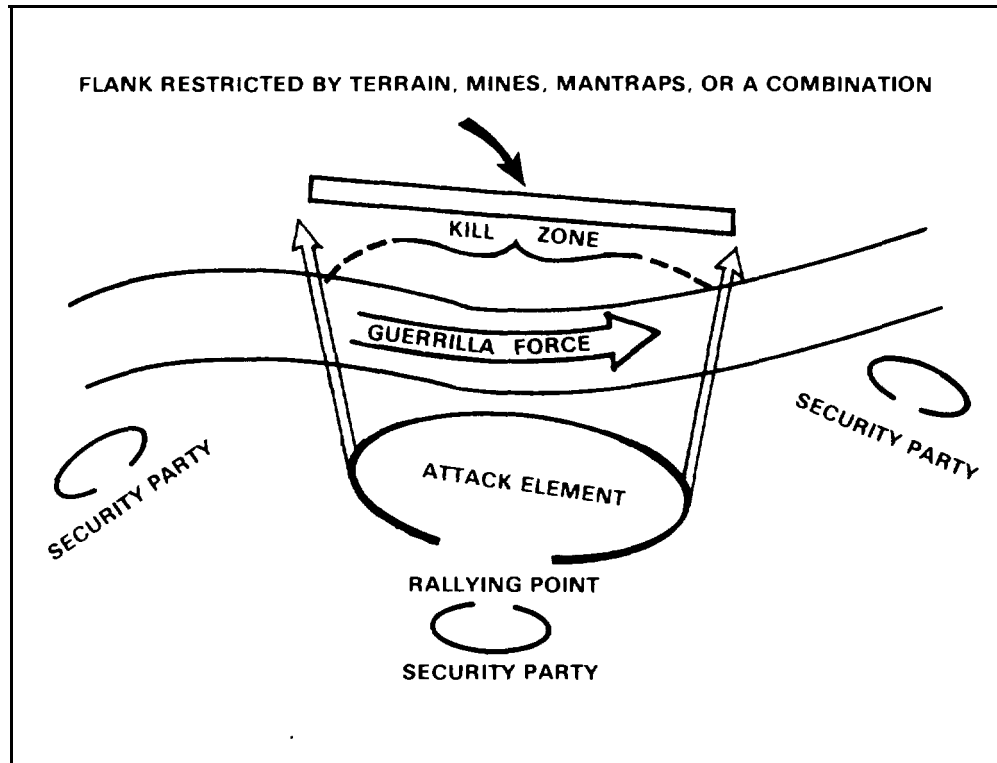 FLANK RESTRICTED BY TERRAIN, MINES, MANTRAPS, OR A COMBINATION
KILL ZONE
GUERRILLA FORCE
SECURITY PARTY
ATTACK ELEMENT
SECURITY PARTY
RALLYING POINT
SECURITY PARTY